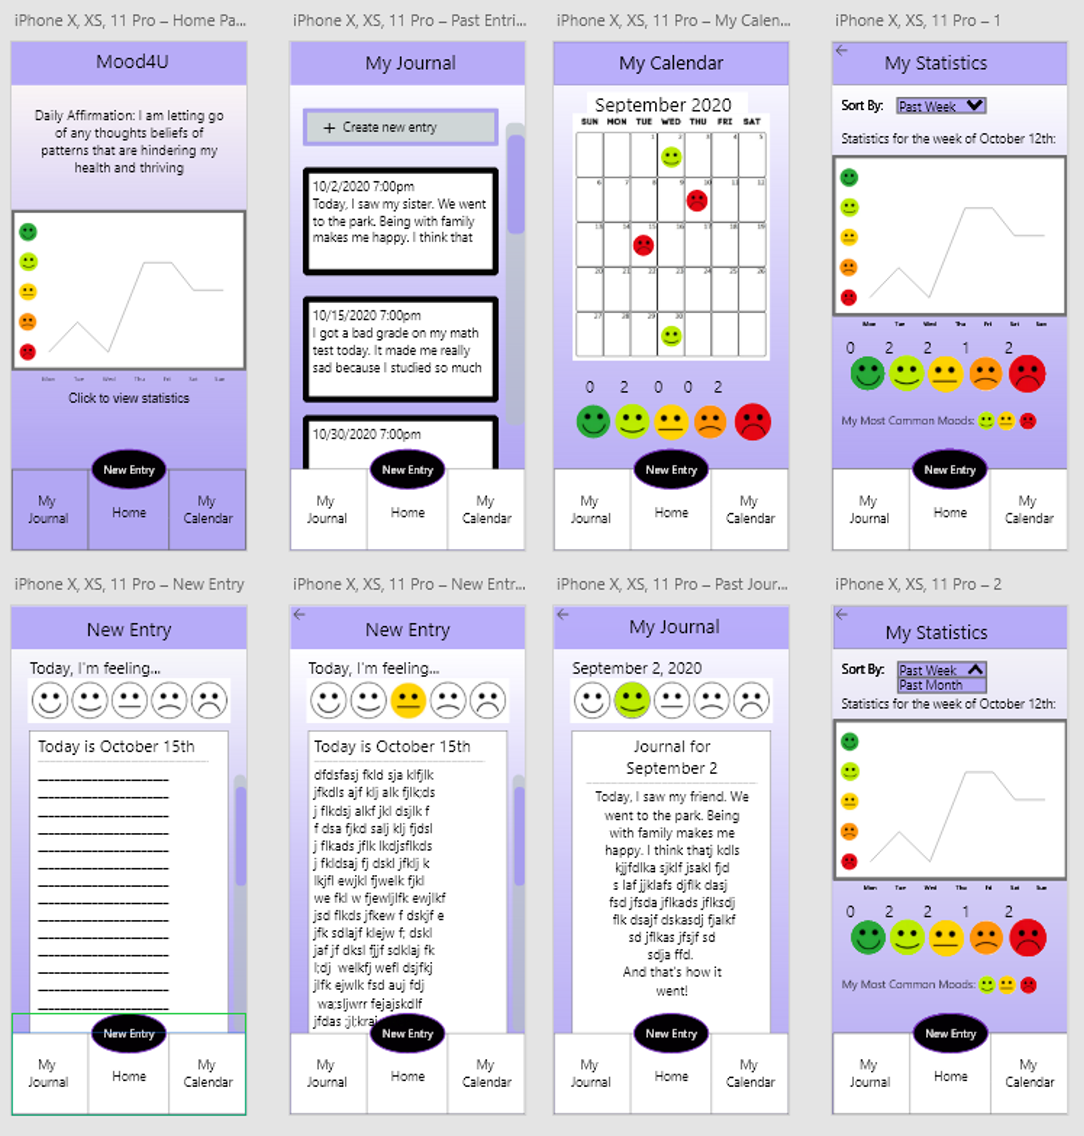 iPhone X, XS, 11 Pro – Home Pa...
Mood4U
Daily Affirmation: I am letting go
of any thoughts beliefs of
patterns that are hindering my
health and thriving
Mon Tue Wed Thu Fri Sat Sun
Click to view statistics
New Entry
My
Journal
Home
My
Calendar
iPhone X, XS, 11 Pro – Past Entri...
My Journal
+ Create new entry
10/2/2020 7:00pm
Today, I saw my sister. We went
to the park. Being with family
makes me happy. I think that
10/15/2020 7:00pm
I got a bad grade on my math
test today. It made me really
sad because I studied so much
10/30/2020 7:00pm
New Entry
My
Journal
Home
My
Calendar
iPhone X, XS, 11 Pro – My Calen...
My Calendar
September 2020
SUN MON TUE WED THU FRI SAT
1 2 3 4 5
6 7 8 9 10 11 12
13 14 15 16 17 18 19
20 21 22 23 24 25 26
27 28 29 30
0 2 0 0 2
New Entry
My
Journal
Home
My
Calendar
iPhone X, XS, 11 Pro – 1
←
My Statistics
Sort By: Past Week
Statistics for the week of October 12th:
Mon Tue Wed Thu Fri Sat Sun
0 2 2 1 2
My Most Common Moods:
New Entry
My
Journal
Home
My
Calendar
iPhone X, XS, 11 Pro – New Entry
New Entry
Today, I'm feeling...
Today is October 15th
New Entry
My
Journal
Home
My
Calendar
iPhone X, XS, 11 Pro – New Entr...
←
New Entry
Today, I'm feeling...
Today is October 15th
dfdsfasj fkld sja klfjlk
jfkdls ajf klj alk fjlk;ds
j flkdsj alkf jkl dsjlk f
f dsa fjkd salj klj fjdsl
j flkads jflk lkdjsflkds
j fkldsaj fj dskl jfklj k
lkjfl ewjkl fjwelk fjkl
we fkl w fjewljlfk ewjlkf
jsd flkds jfkew f dskjf e
jfk sdlajf klejw f; dskl
jaf jf dksl fjjf sdklaj fk
l;dj welkfj wefl dsjfkj
jlfk ejwlk fsd auj fdj
wa;sljwrr fejajskdlf
jfdas ;jl;kraj
New Entry
My
Journal
Home
My
Calendar
iPhone X, XS, 11 Pro – Past Jour...
←
My Journal
September 2, 2020
Journal for
September 2
Today, I saw my friend. We
went to the park. Being
with family makes me
happy. I think thatj kdls
kjjfdlka sjklf jsakl fjd
s laf jjklafs djflk dasj
fsd jfsda jflkads jflksdj
flk dsajf dskasdj fjalkf
sd jflkas jfsjf sd
sdja ffd.
And that's how it
went!
New Entry
My
Journal
Home
My
Calendar
iPhone X, XS, 11 Pro – 2
←
My Statistics
Sort By: Past Week
Past Month
Statistics for the week of October 12th:
Mon Tue Wed Thu Fri Sat Sun
0 2 2 1 2
My Most Common Moods:
New Entry
My
Journal
Home
My
Calendar